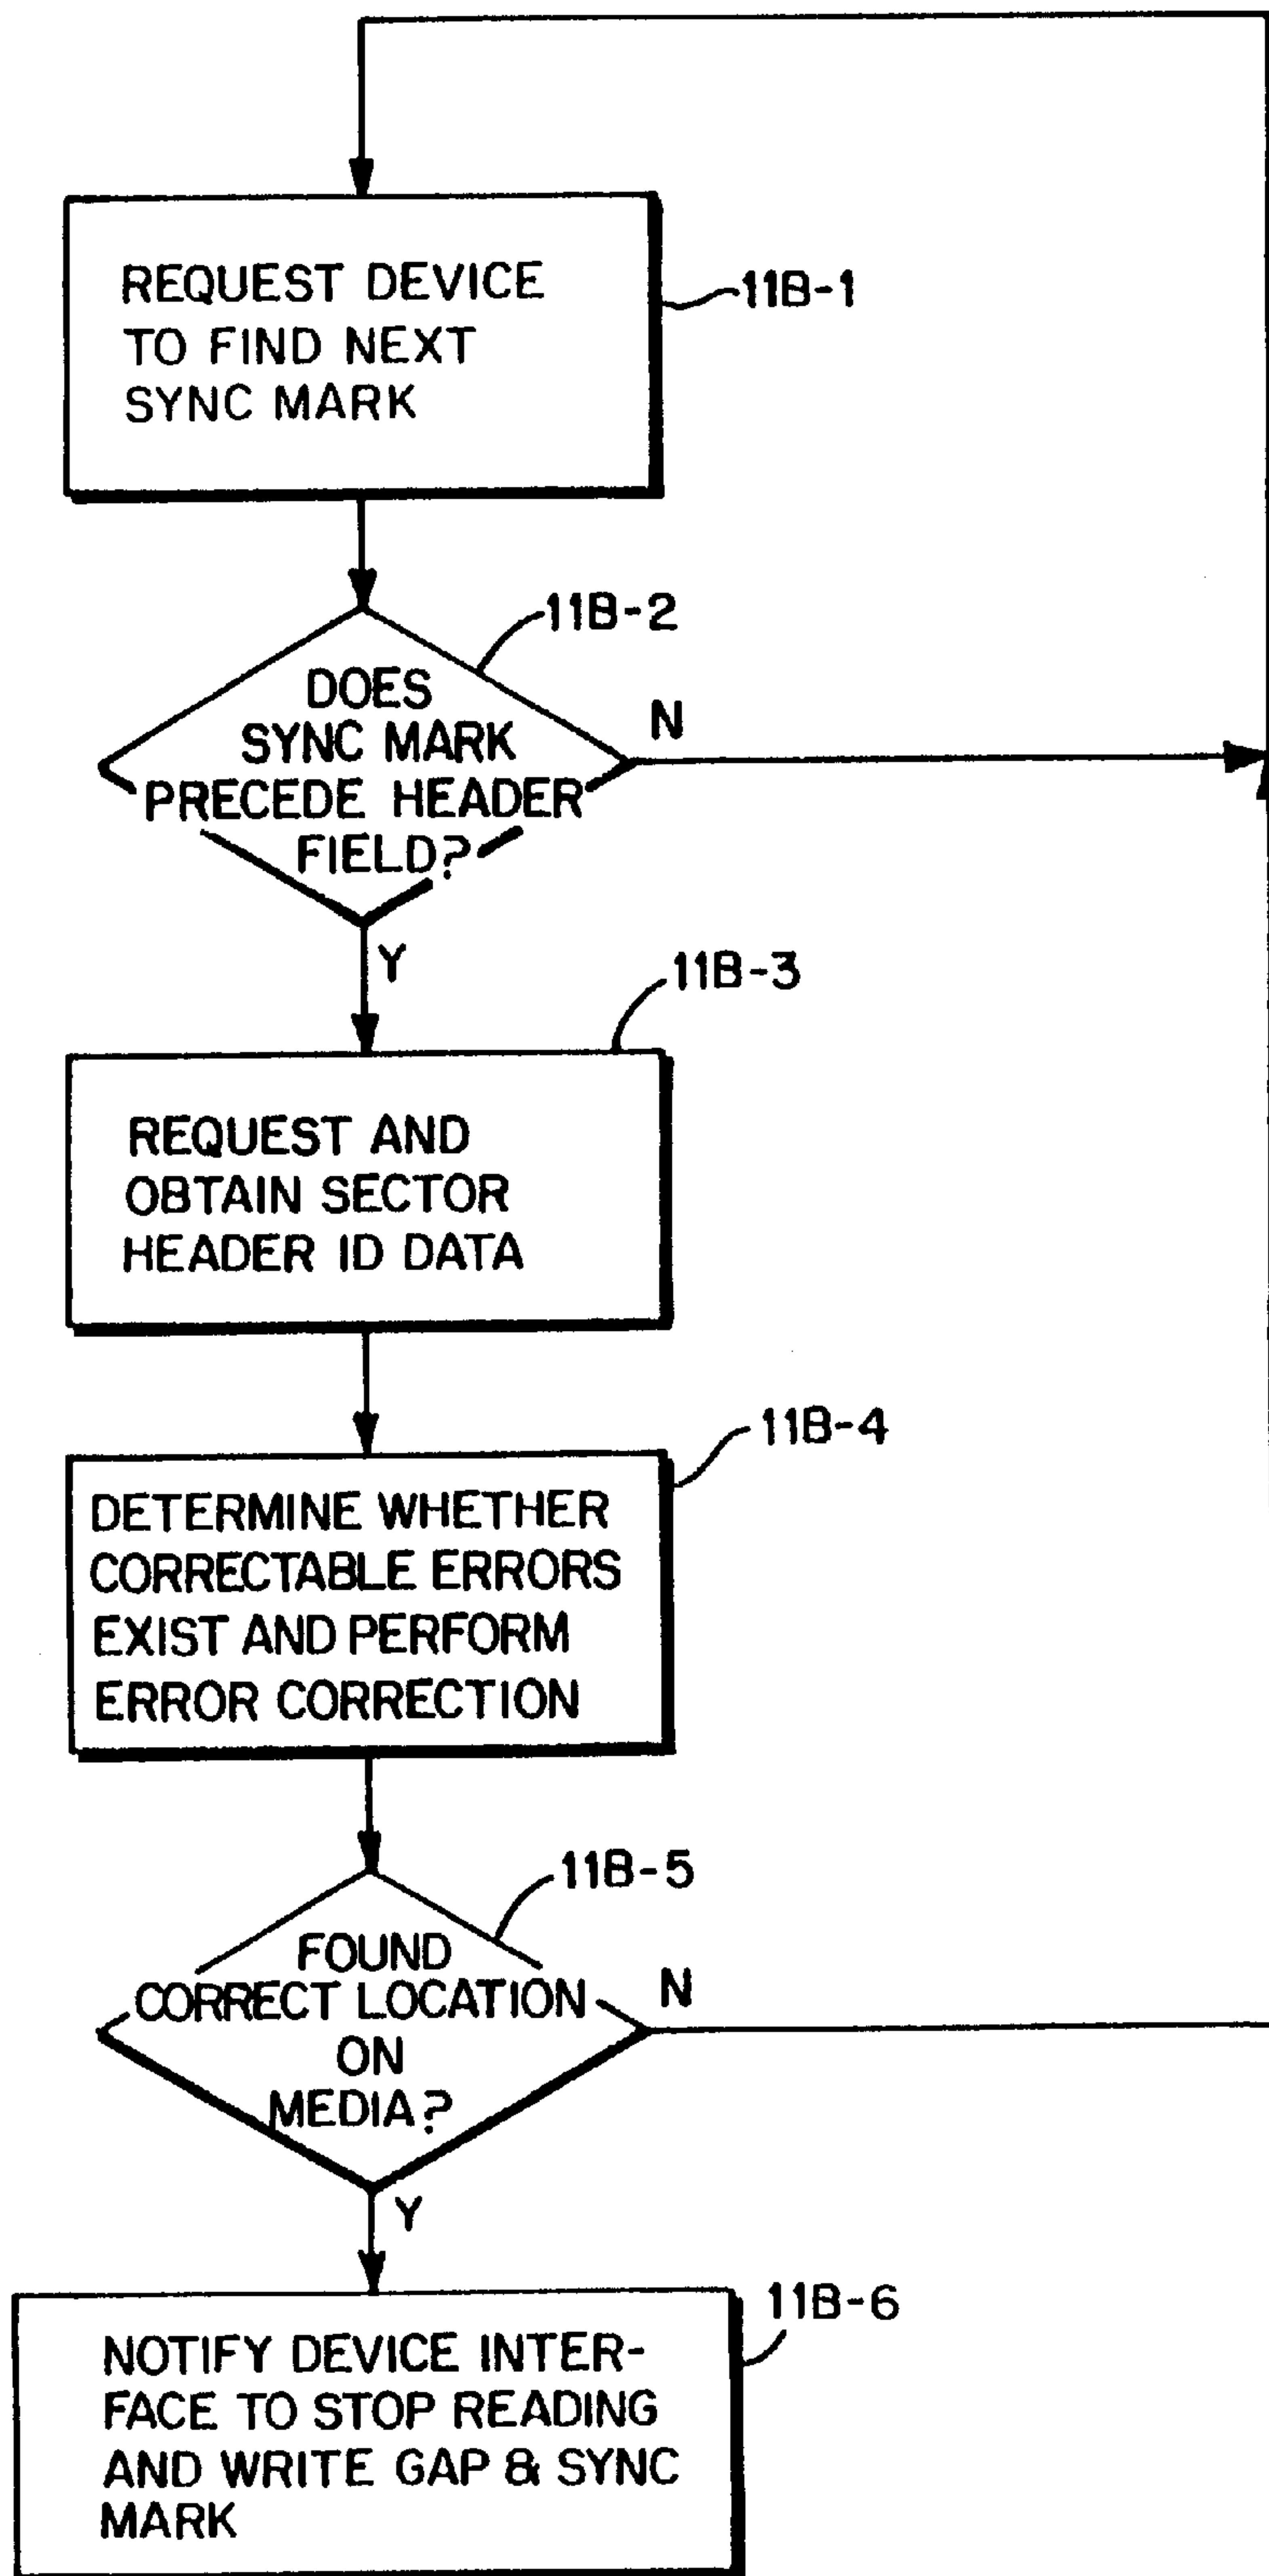 REQUEST DEVICE
TO FIND NEXT
SYNC MARK
11B-1
11B-2
DOES
SYNC MARK
PRECEDE HEADER
FIELD?
N
Y
11B-3
REQUEST AND
OBTAIN SECTOR
HEADER ID DATA
11B-4
DETERMINE WHETHER
CORRECTABLE ERRORS
EXIST AND PERFORM
ERROR CORRECTION
11B-5
FOUND
CORRECT LOCATION
ON
MEDIA?
N
Y
11B-6
NOTIFY DEVICE INTER-
FACE TO STOP READING
AND WRITE GAP & SYNC
MARK